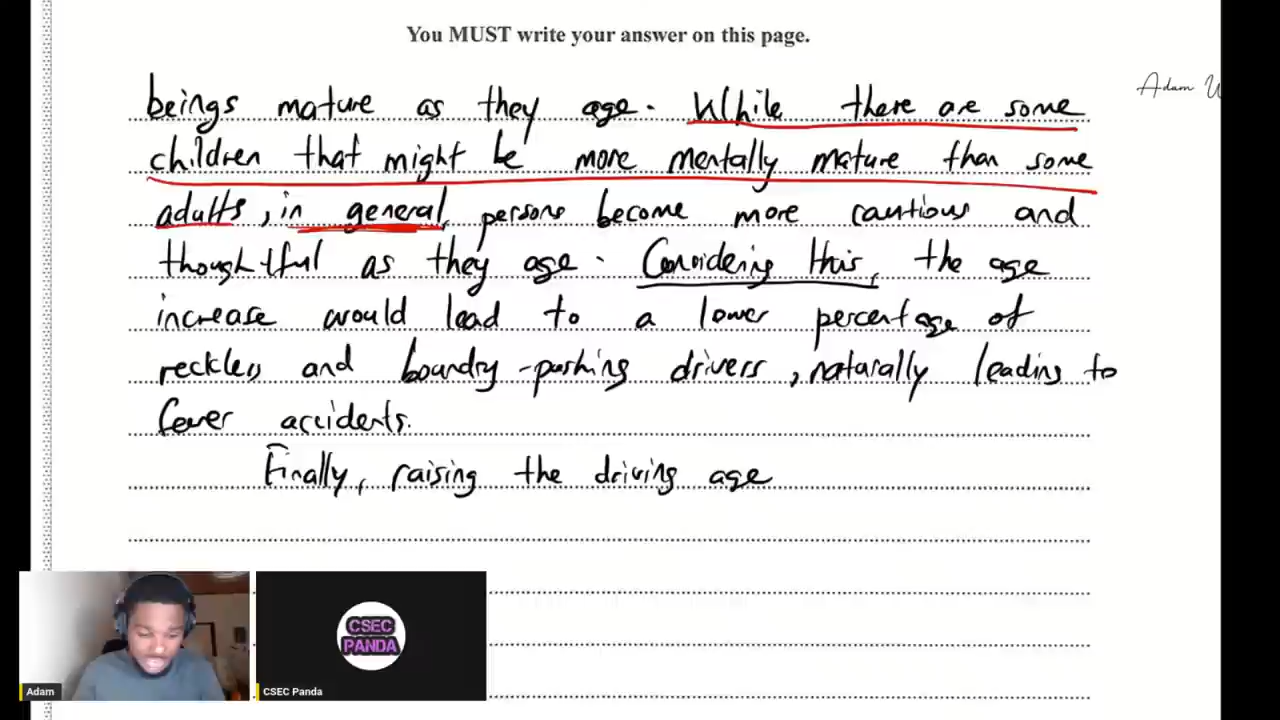 You MUST write your answer on this page.
Adam W
beings mature as they age. While there are some
children that might be more mentally mature than some
adults, in general, persons become more cautious and
thoughtful as they age. Considering this, the age
increase would lead to a lower percentage of
reckless and boundry-pushing drivers, naturally leading to
fewer accidents.
Finally, raising the driving age
CSEC
PANDA
Adam
CSEC Panda